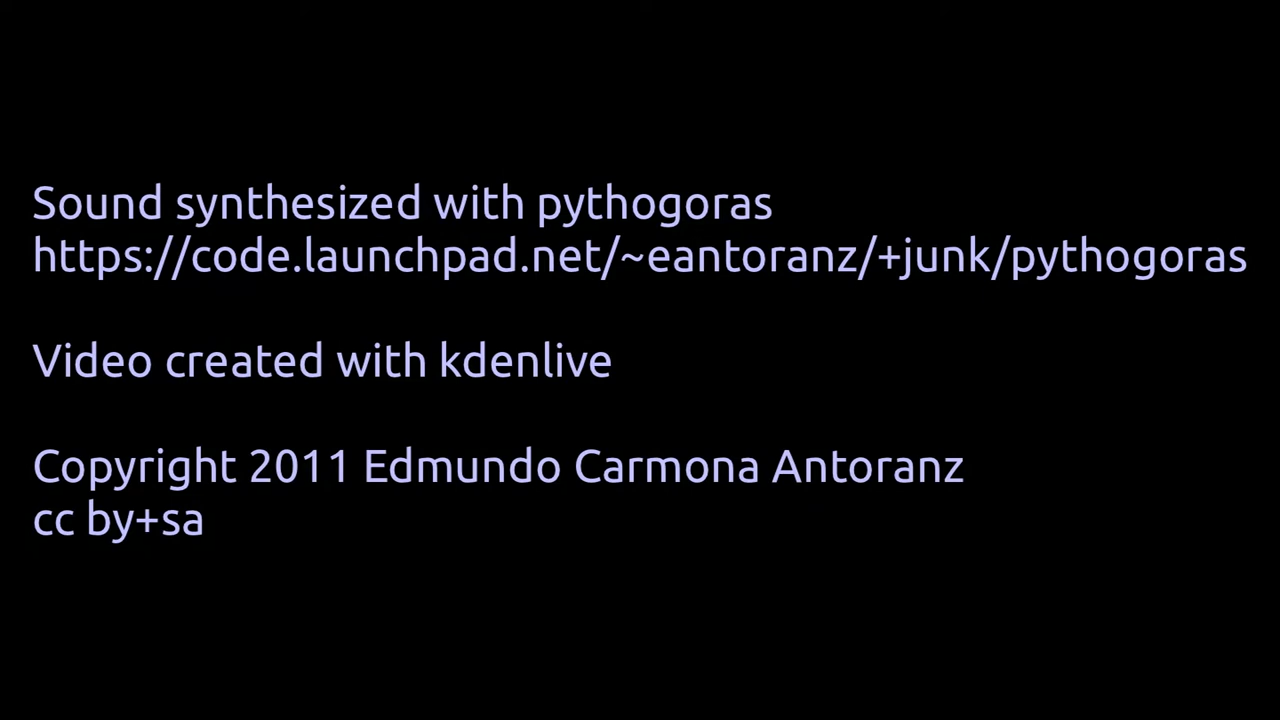 Sound synthesized with pythogoras
https://code.launchpad.net/~eantoranz/+junk/pythogoras
Video created with kdenlive
Copyright 2011 Edmundo Carmona Antoranz
cc by+sa